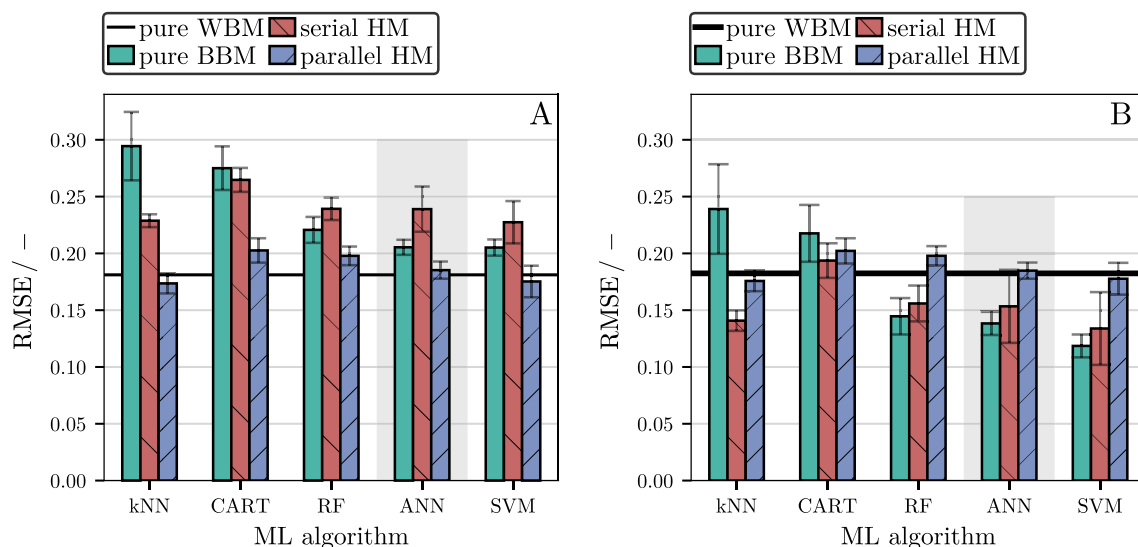 pure WBM serial HM
pure BBM parallel HM
A
0.30
0.25
0.20
0.15
0.10
0.05
0.00
RMSE / −
kNN CART RF ANN SVM
ML algorithm
pure WBM serial HM
pure BBM parallel HM
B
0.30
0.25
0.20
0.15
0.10
0.05
0.00
RMSE / −
kNN CART RF ANN SVM
ML algorithm